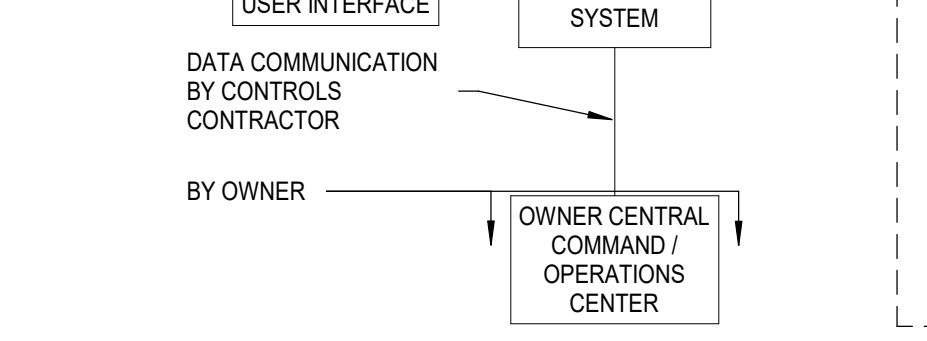 USER INTERFACE
SYSTEM
DATA COMMUNICATION
BY CONTROLS
CONTRACTOR
BY OWNER
OWNER CENTRAL
COMMAND /
OPERATIONS
CENTER